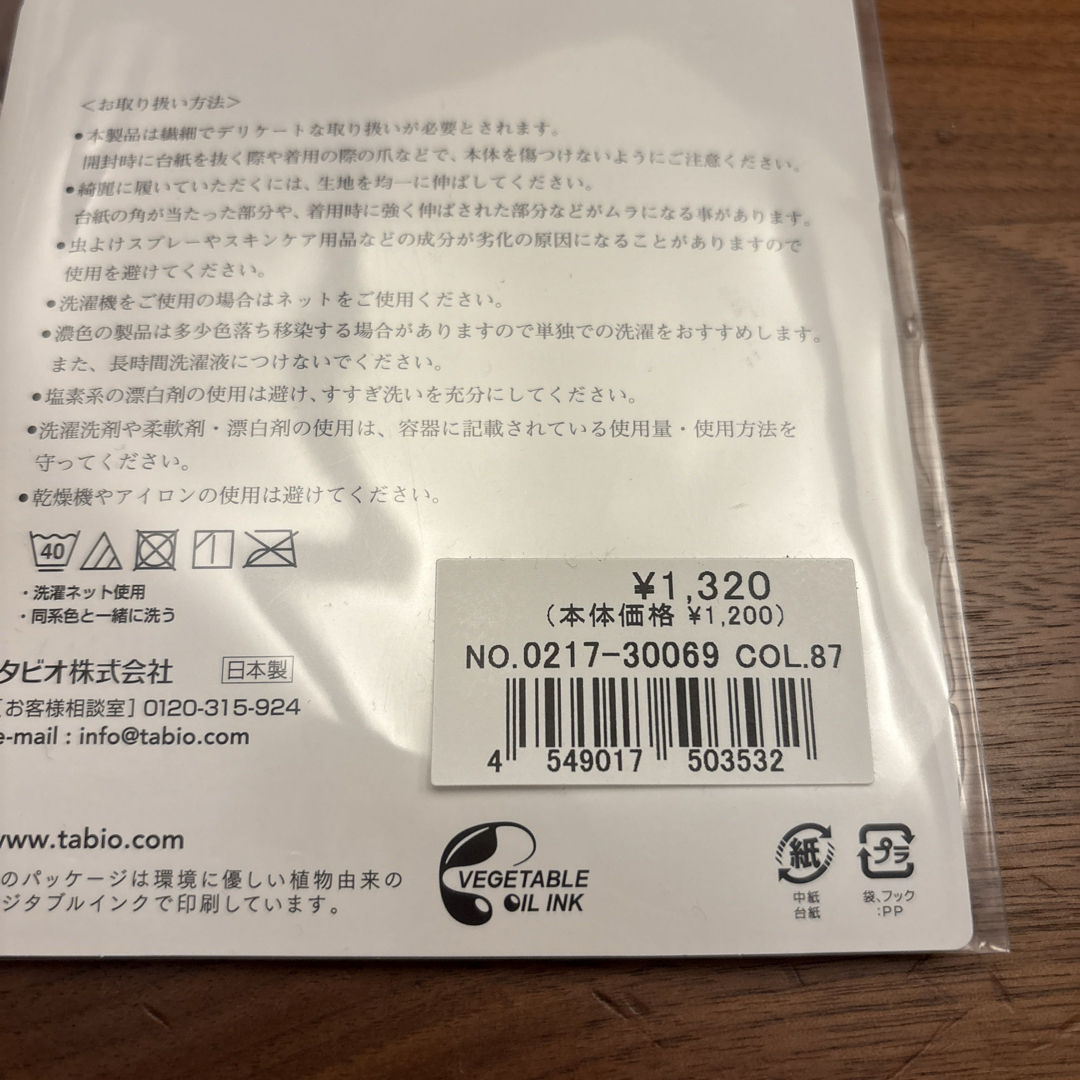 ＜お取り扱い方法＞
●本製品は繊細でデリケートな取り扱いが必要とされます。
開封時に台紙を抜く際や着用の際の爪などで、本体を傷つけないようにご注意ください。
●綺麗に履いていただくには、生地を均一に伸ばしてください。
台紙の角が当たった部分や、着用時に強く伸ばされた部分などがムラになる事があります。
●虫よけスプレーやスキンケア用品などの成分が劣化の原因になることがありますので
使用を避けてください。
●洗濯機をご使用の場合はネットをご使用ください。
●濃色の製品は多少色落ち移染する場合がありますので単独での洗濯をおすすめします。
また、長時間洗濯液につけないでください。
●塩素系の漂白剤の使用は避け、すすぎ洗いを充分にしてください。
●洗濯洗剤や柔軟剤・漂白剤の使用は、容器に記載されている使用量・使用方法を
守ってください。
●乾燥機やアイロンの使用は避けてください。
40
・洗濯ネット使用
・同系色と一緒に洗う
タビオ株式会社 日本製
［お客様相談室］0120-315-924
e-mail : info@tabio.com
¥1,320
(本体価格 ¥1,200)
NO.0217-30069 COL.87
4 549017 503532
www.tabio.com
のパッケージは環境に優しい植物由来の
ジタブルインクで印刷しています。
VEGETABLE
OIL INK
紙
中紙
台紙
プラ
袋、フック
:PP